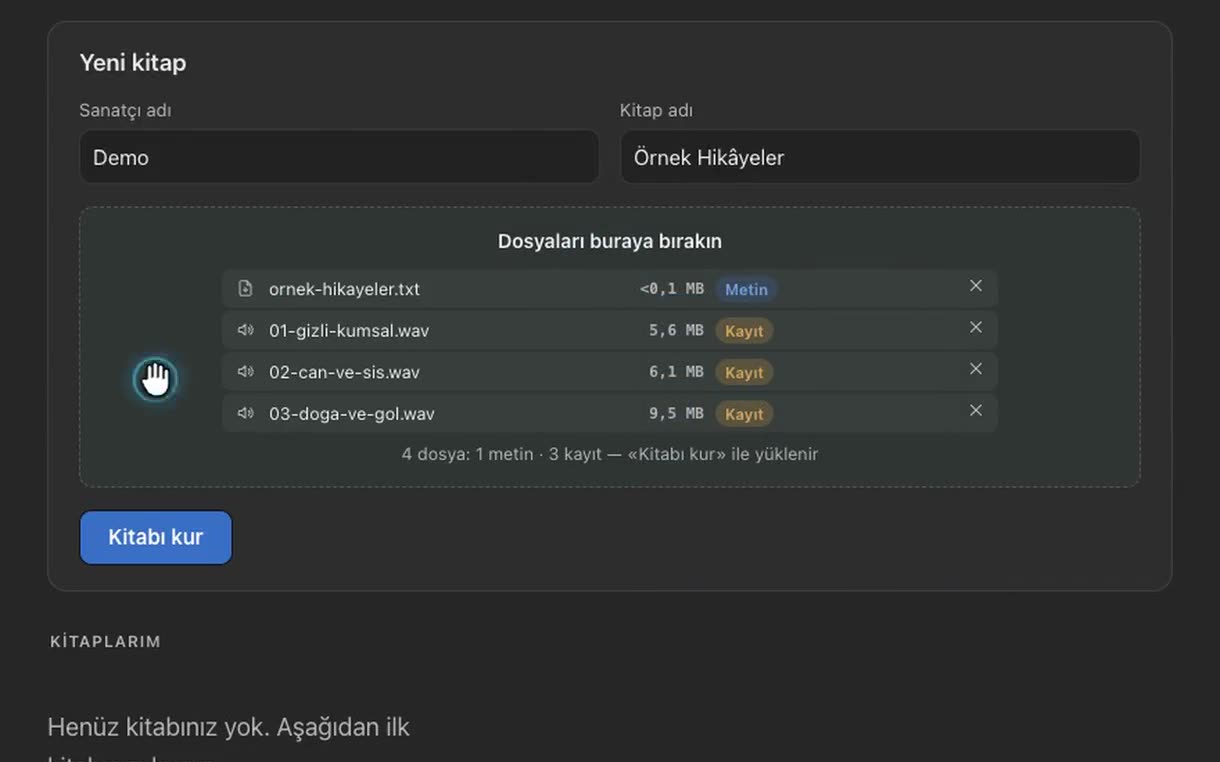 Yeni kitap
Sanatçı adı
Kitap adı
Demo
Örnek Hikâyeler
Dosyaları buraya bırakın
ornek-hikayeler.txt <0,1 MB Metin
01-gizli-kumsal.wav 5,6 MB Kayıt
02-can-ve-sis.wav 6,1 MB Kayıt
03-doga-ve-gol.wav 9,5 MB Kayıt
4 dosya: 1 metin · 3 kayıt — «Kitabı kur» ile yüklenir
Kitabı kur
KİTAPLARIM
Henüz kitabınız yok. Aşağıdan ilk